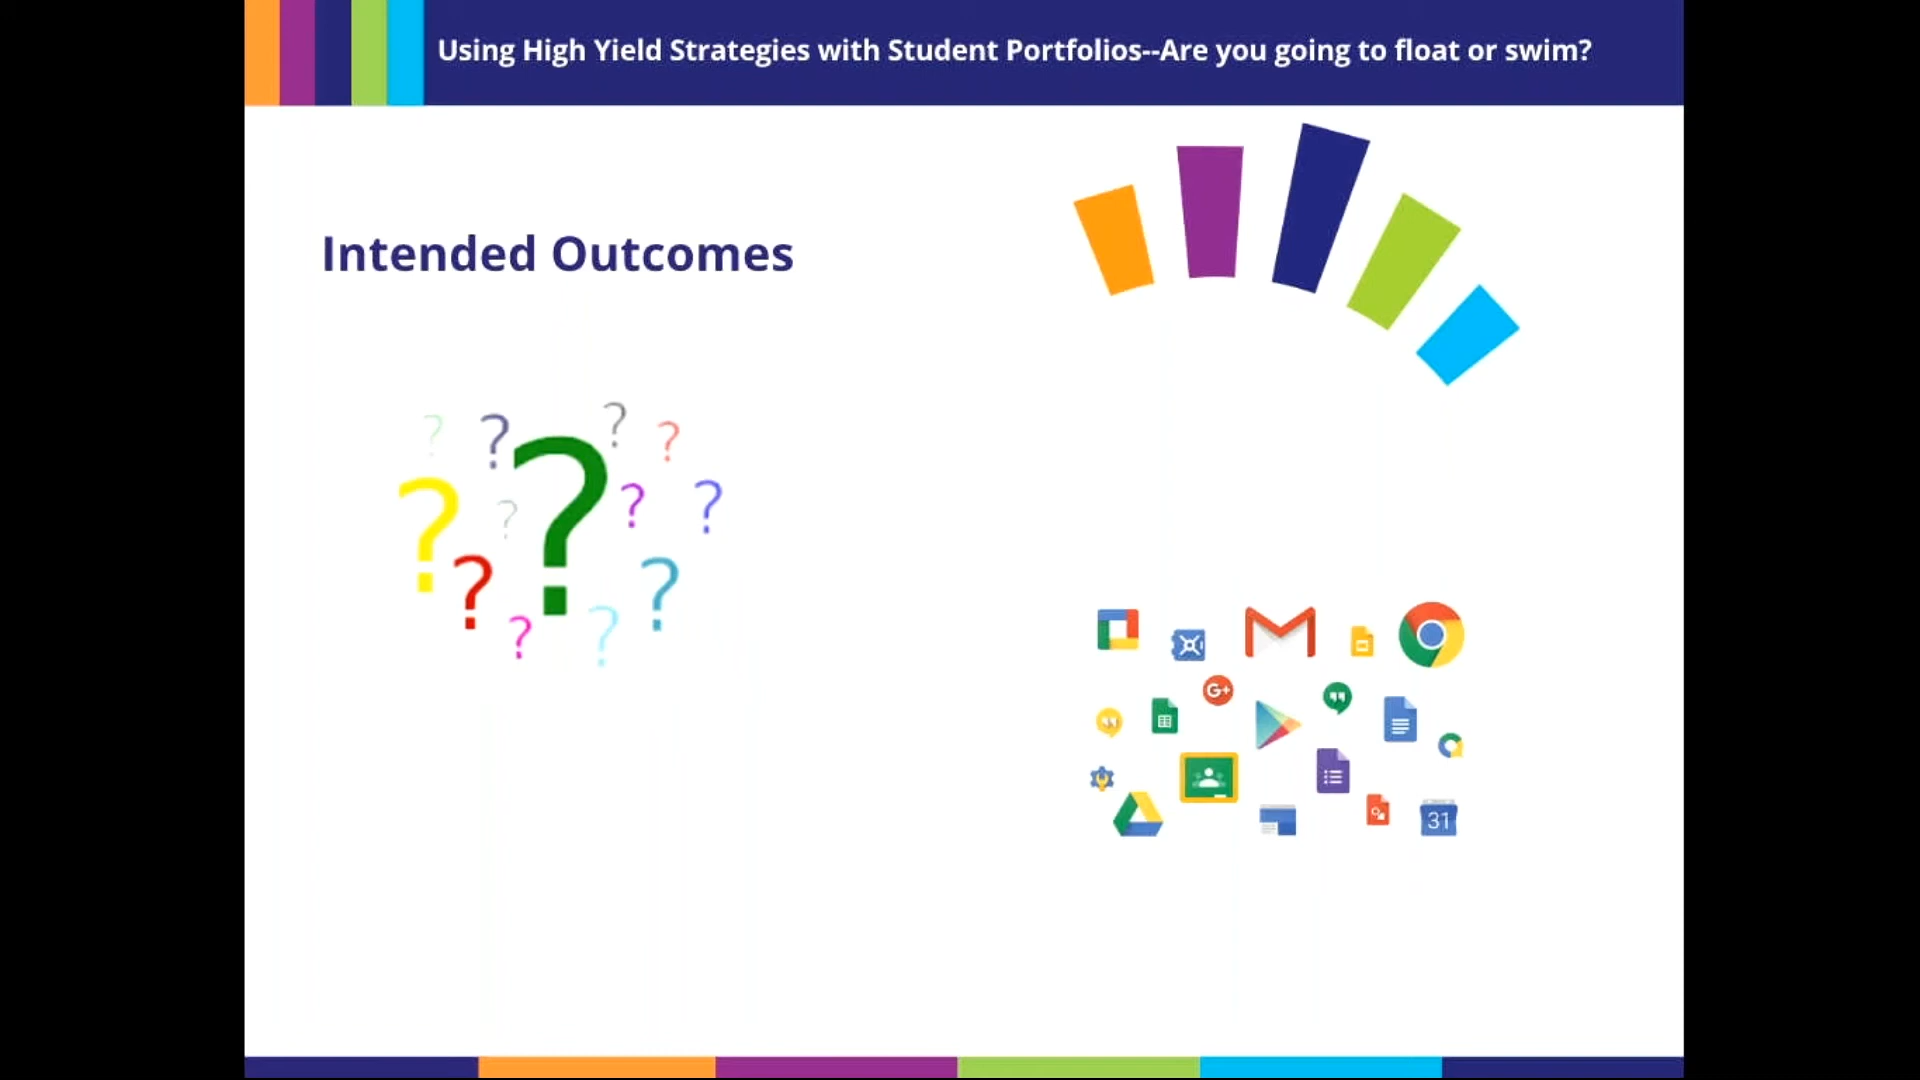 Using High Yield Strategies with Student Portfolios--Are you going to float or swim?
Intended Outcomes
? ? ? ?
? ? ? ? ?
? ?
? ?
G+
31